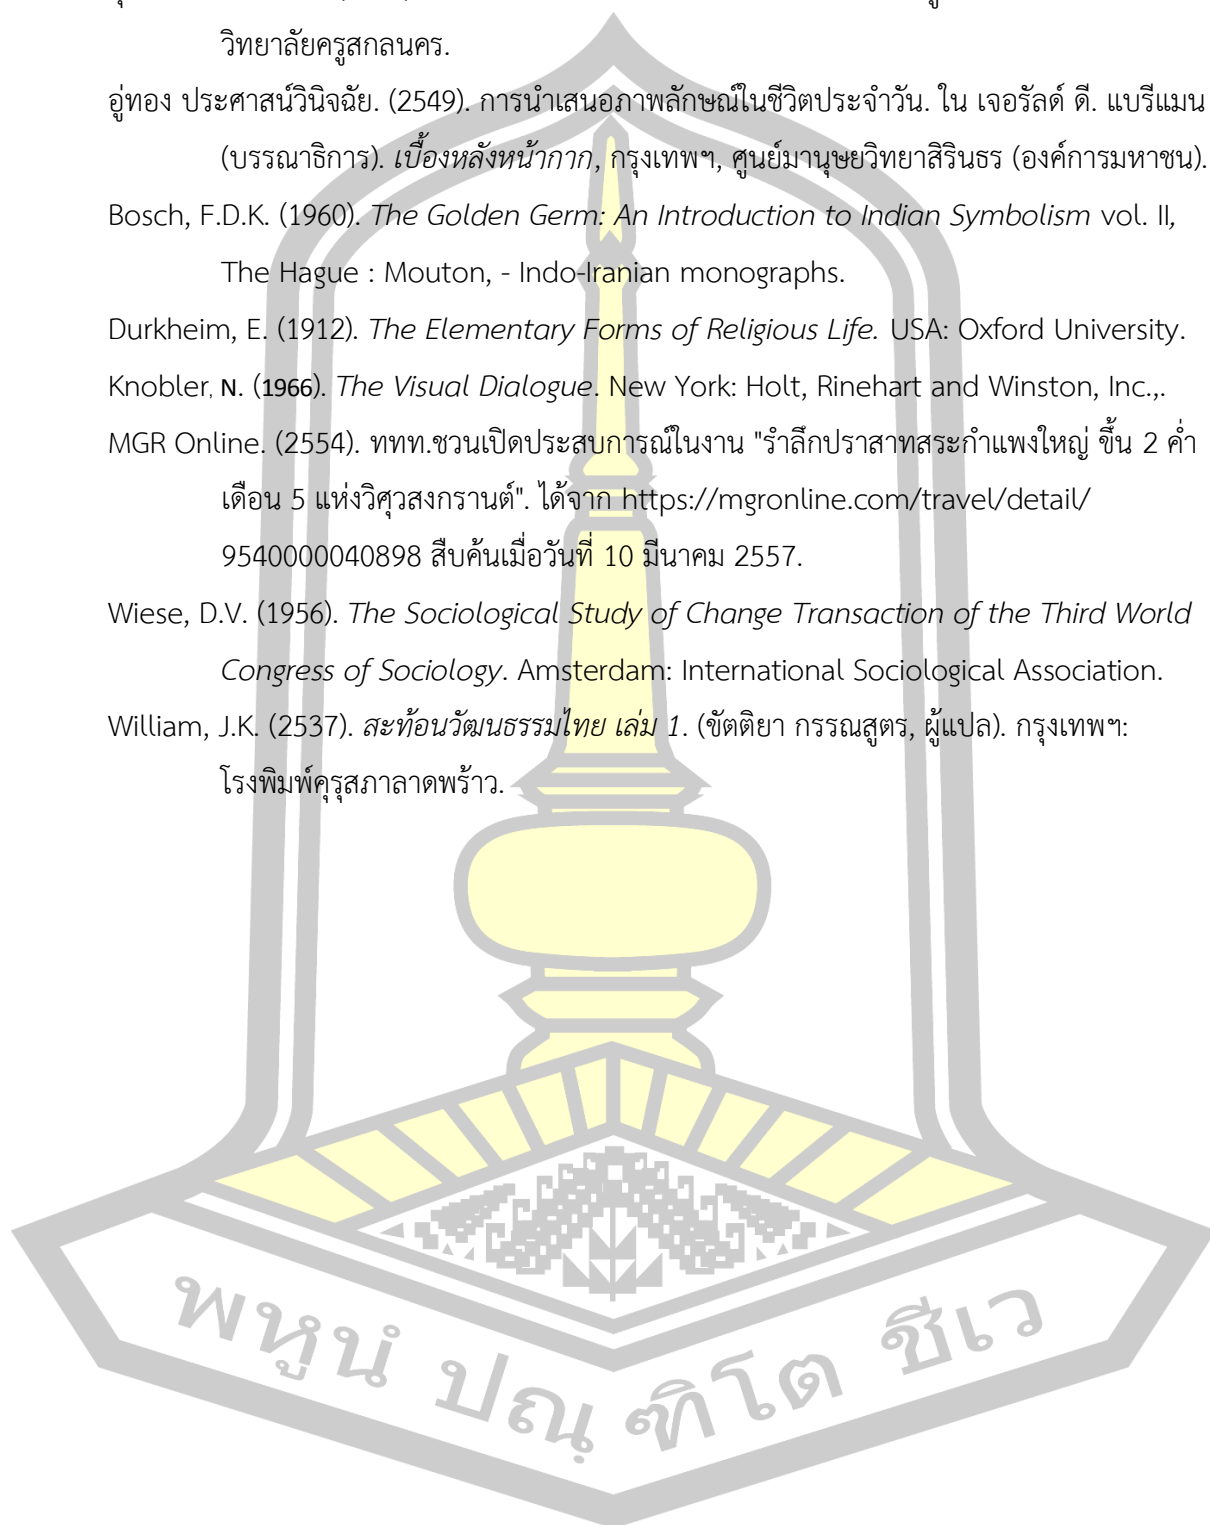 วิทยาลัยครูสกลนคร.
อู่ทอง ประศาสน์วินิจฉัย. (2549). การนำเสนอภาพลักษณ์ในชีวิตประจำวัน. ใน เจอรัลด์ ดี. แบรีแมน
(บรรณาธิการ). เบื้องหลังหน้ากาก, กรุงเทพฯ, ศูนย์มานุษยวิทยาสิรินธร (องค์การมหาชน).
Bosch, F.D.K. (1960). The Golden Germ: An Introduction to Indian Symbolism vol. II,
The Hague : Mouton, - Indo-Iranian monographs.
Durkheim, E. (1912). The Elementary Forms of Religious Life. USA: Oxford University.
Knobler, N. (1966). The Visual Dialogue. New York: Holt, Rinehart and Winston, Inc.,.
MGR Online. (2554). ททท.ชวนเปิดประสบการณ์ในงาน "รำลึกปราสาทสระกำแพงใหญ่ ขึ้น 2 ค่ำ
เดือน 5 แห่งวิศุวสงกรานต์". ได้จาก https://mgronline.com/travel/detail/
9540000040898 สืบค้นเมื่อวันที่ 10 มีนาคม 2557.
Wiese, D.V. (1956). The Sociological Study of Change Transaction of the Third World
Congress of Sociology. Amsterdam: International Sociological Association.
William, J.K. (2537). สะท้อนวัฒนธรรมไทย เล่ม 1. (ขัตติยา กรรณสูตร, ผู้แปล). กรุงเทพฯ:
โรงพิมพ์คุรุสภาลาดพร้าว.
พหูนํ ปณฺฑิโต ชีเว